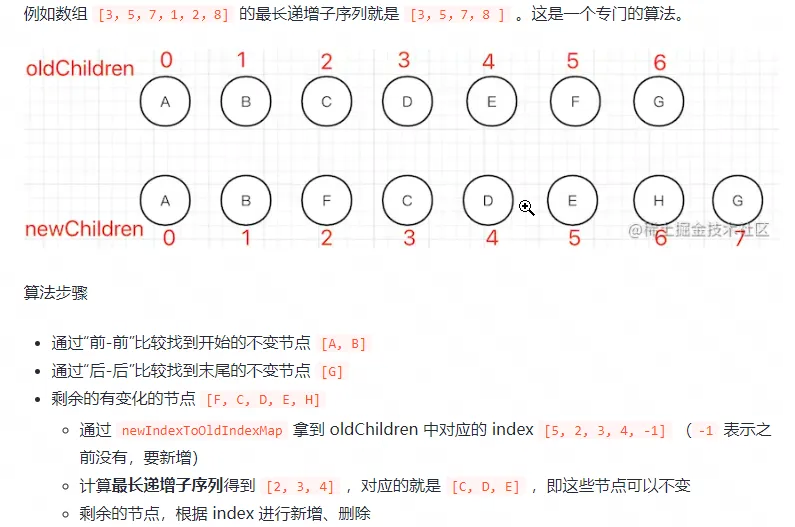 例如数组 [3, 5, 7, 1, 2, 8] 的最长递增子序列就是 [3, 5, 7, 8 ] 。这是一个专门的算法。
0 1 2 3 4 5 6
oldChildren A B C D E F G
A B F C D E H G
newChildren
@稀土掘金技术社区
0 1 2 3 4 5 6 7
算法步骤
• 通过“前-前”比较找到开始的不变节点 [A, B]
• 通过“后-后”比较找到末尾的不变节点 [G]
• 剩余的有变化的节点 [F, C, D, E, H]
◦ 通过 newIndexToOldIndexMap 拿到 oldChildren 中对应的 index [5, 2, 3, 4, -1] （ -1 表示之
前没有，要新增）
◦ 计算最长递增子序列得到 [2, 3, 4] ，对应的就是 [C, D, E] ，即这些节点可以不变
◦ 剩余的节点，根据 index 进行新增、删除